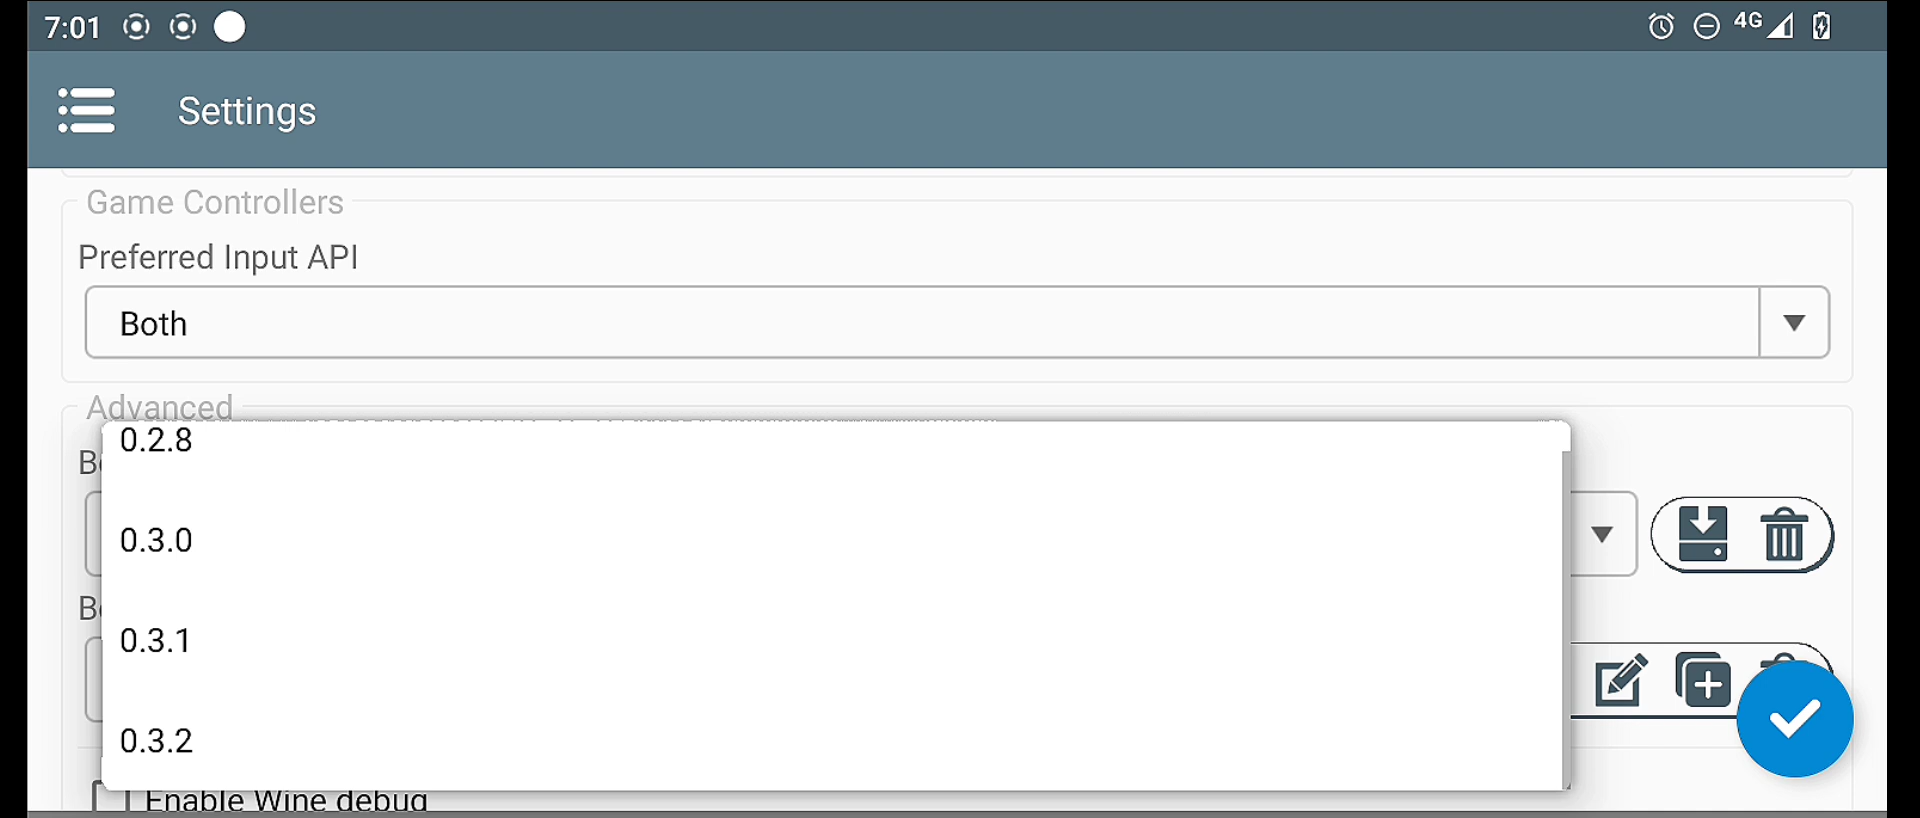 7:01
4G
Settings
Game Controllers
Preferred Input API
Both
Advanced
0.2.8
0.3.0
0.3.1
0.3.2
Enable Wine debug